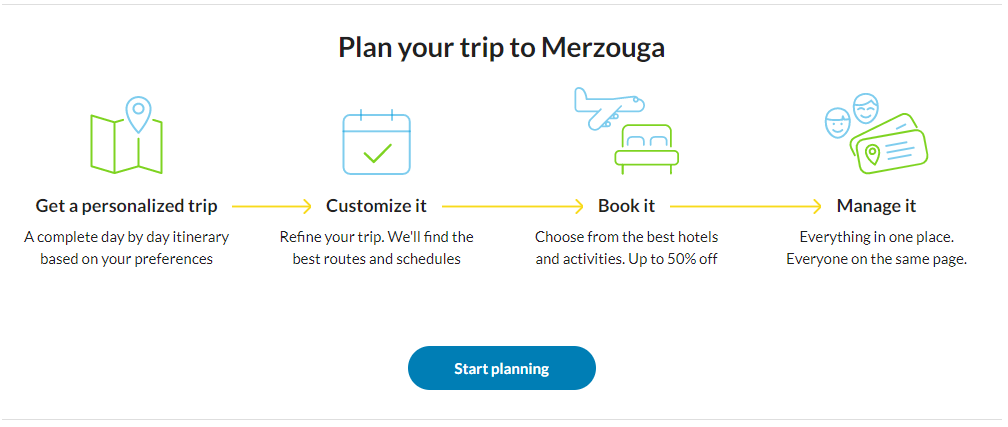 Plan your trip to Merzouga
Get a personalized trip
A complete day by day itinerary
based on your preferences
Customize it
Refine your trip. We'll find the
best routes and schedules
Book it
Choose from the best hotels
and activities. Up to 50% off
Manage it
Everything in one place.
Everyone on the same page.
Start planning